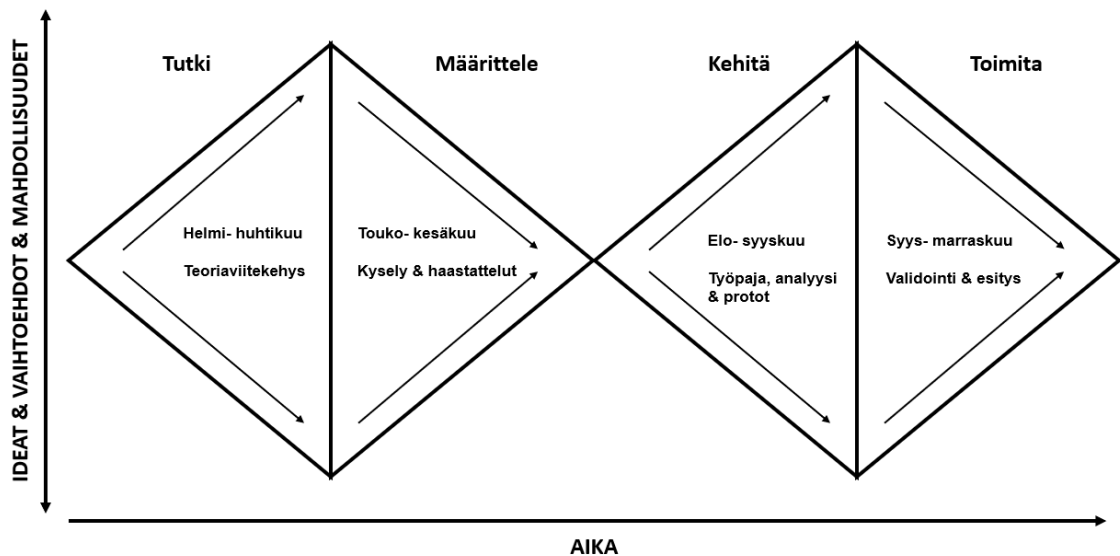 IDEAT & VAIHTOEHDOT & MAHDOLLISUUDET
Tutki
Määrittele
Kehitä
Toimita
Helmi- huhtikuu
Teoriaviitekehys
Touko- kesäkuu
Kysely & haastattelut
Elo- syyskuu
Työpaja, analyysi
& protot
Syys- marraskuu
Validointi & esitys
AIKA